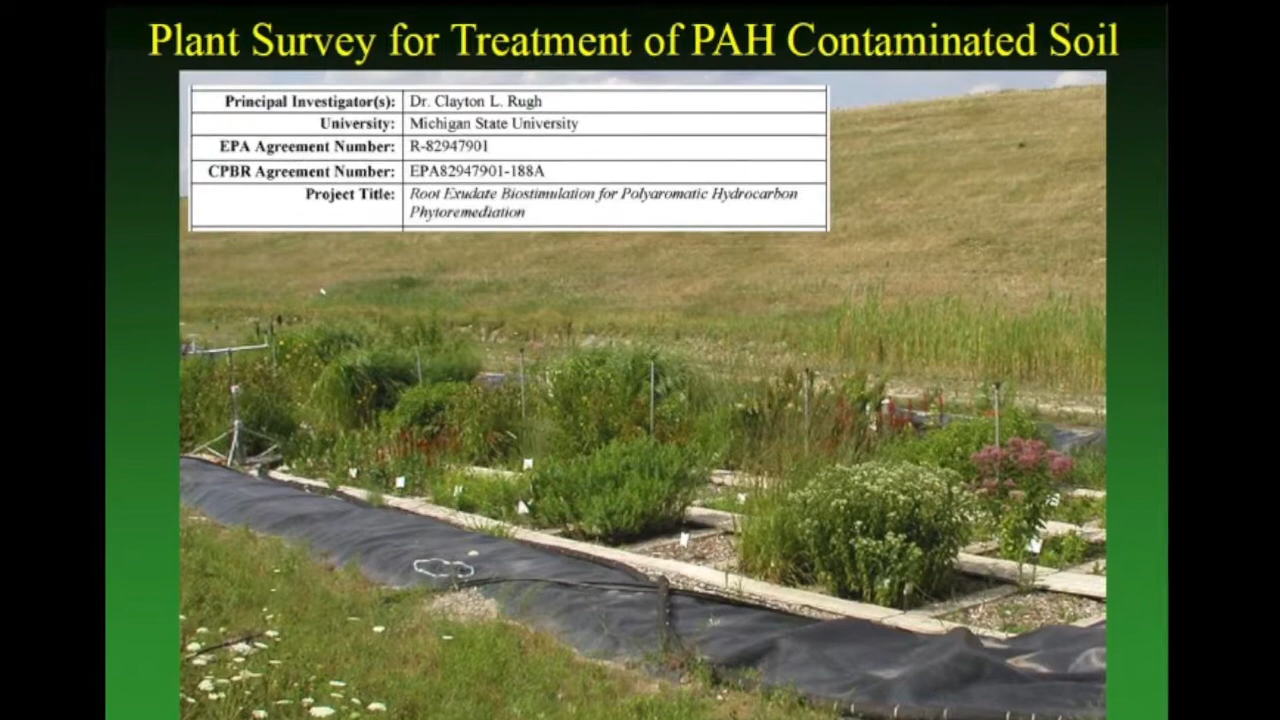 Plant Survey for Treatment of PAH Contaminated Soil
Principal Investigator(s): Dr. Clayton L. Rugh
University: Michigan State University
EPA Agreement Number: R-82947901
CPBR Agreement Number: EPA82947901-188A
Project Title: Root Exudate Biostimulation for Polyaromatic Hydrocarbon
Phytoremediation